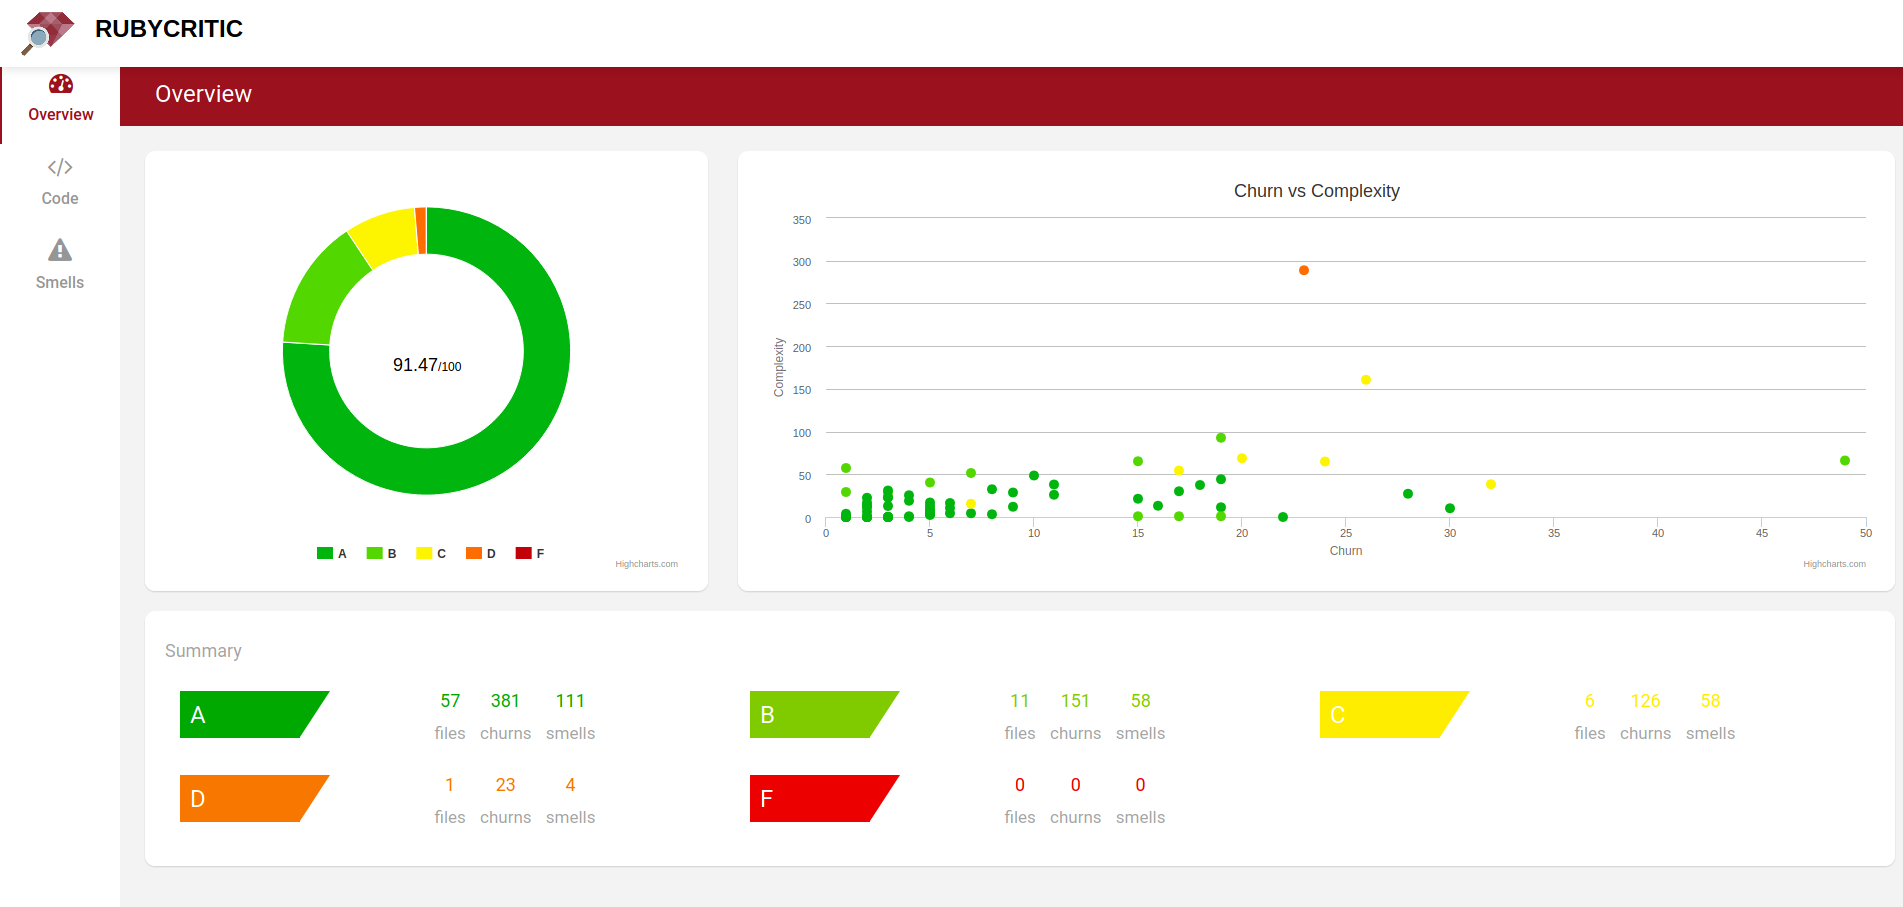 RUBYCRITIC
Overview
Overview
Code
Smells
91.47/100
A B C D F
Highcharts.com
Churn vs Complexity
Complexity
350
300
250
200
150
100
50
0
0 5 10 15 20 25 30 35 40 45 50
Churn
Highcharts.com
Summary
A
57 381 111
files churns smells
B
11 151 58
files churns smells
C
6 126 58
files churns smells
D
1 23 4
files churns smells
F
0 0 0
files churns smells